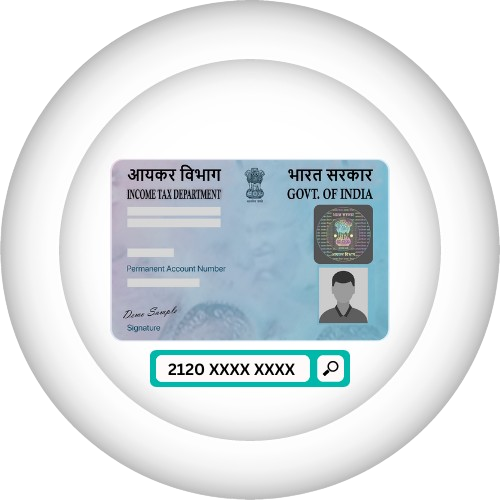 आयकर विभाग
भारत सरकार
INCOME TAX DEPARTMENT
GOVT. OF INDIA
Permanent Account Number
Demo Sample
Signature
2120 XXXX XXXX